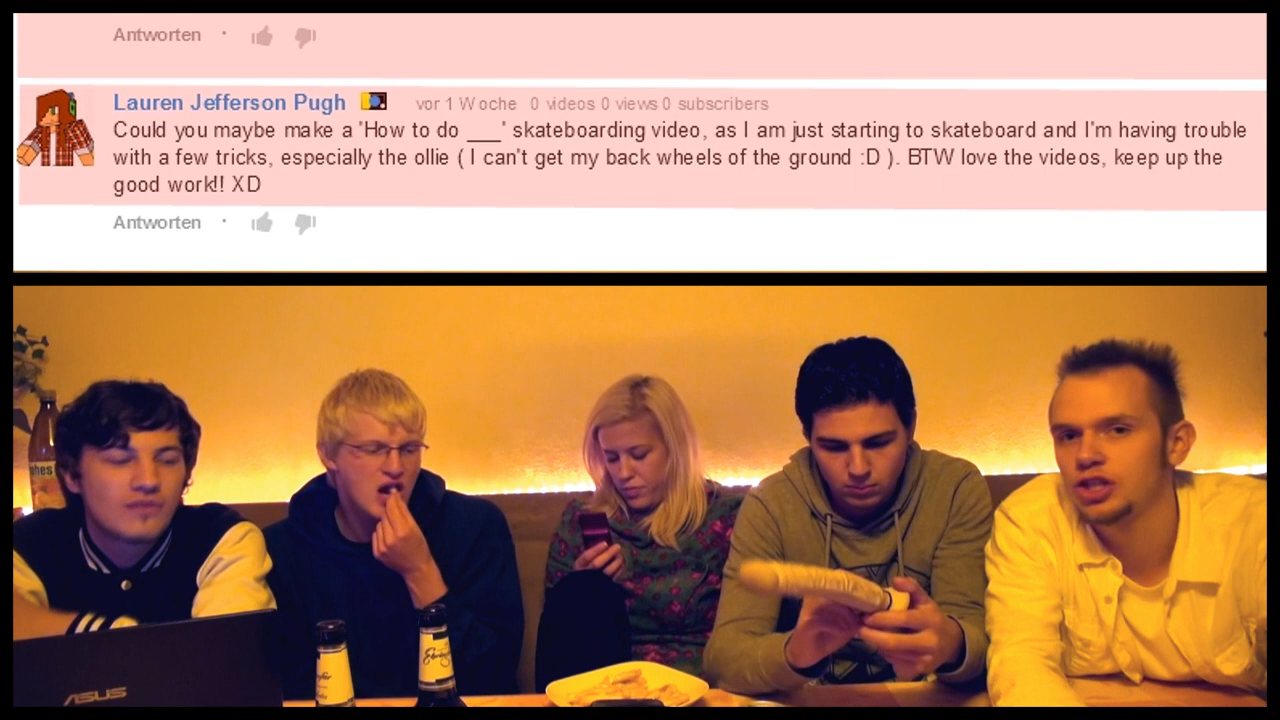 Antworten ·
Lauren Jefferson Pugh vor 1 Woche 0 videos 0 views 0 subscribers
Could you maybe make a 'How to do ___' skateboarding video, as I am just starting to skateboard and I'm having trouble
with a few tricks, especially the ollie ( I can't get my back wheels of the ground :D ). BTW love the videos, keep up the
good work!! XD
Antworten ·
ghes
ASUS